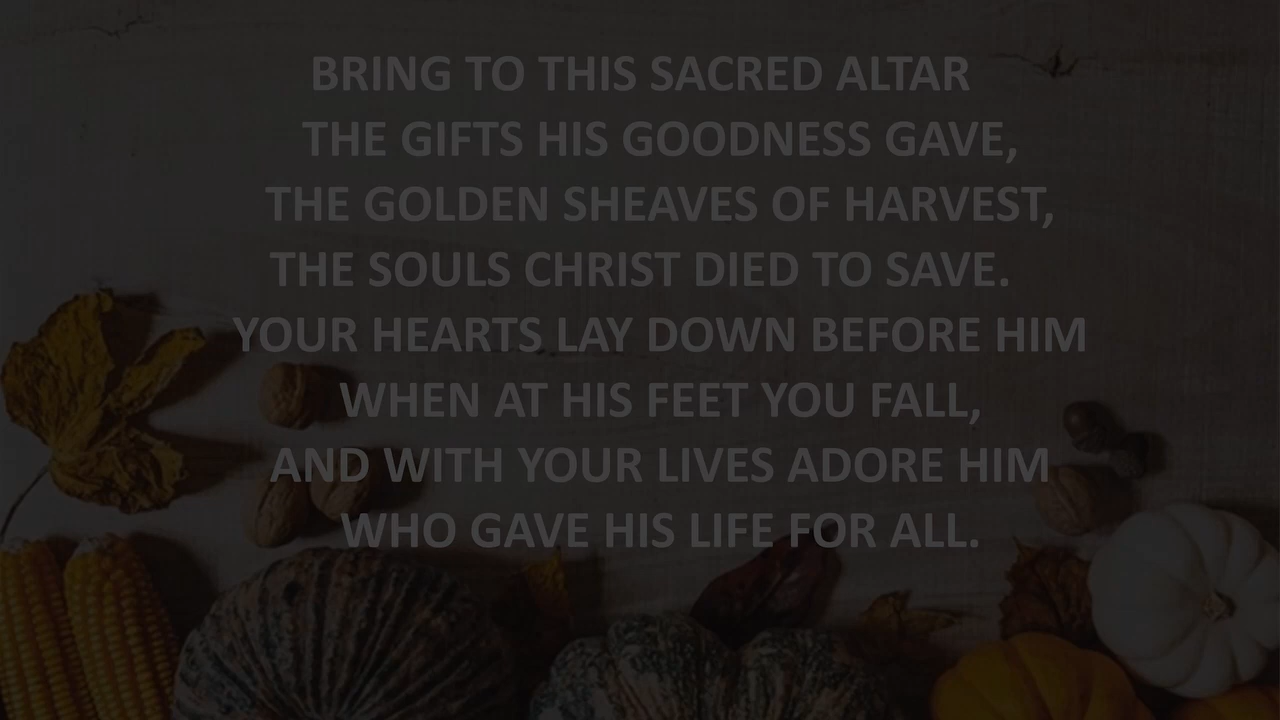 BRING TO THIS SACRED ALTAR
THE GIFTS HIS GOODNESS GAVE,
THE GOLDEN SHEAVES OF HARVEST,
THE SOULS CHRIST DIED TO SAVE.
YOUR HEARTS LAY DOWN BEFORE HIM
WHEN AT HIS FEET YOU FALL,
AND WITH YOUR LIVES ADORE HIM
WHO GAVE HIS LIFE FOR ALL.